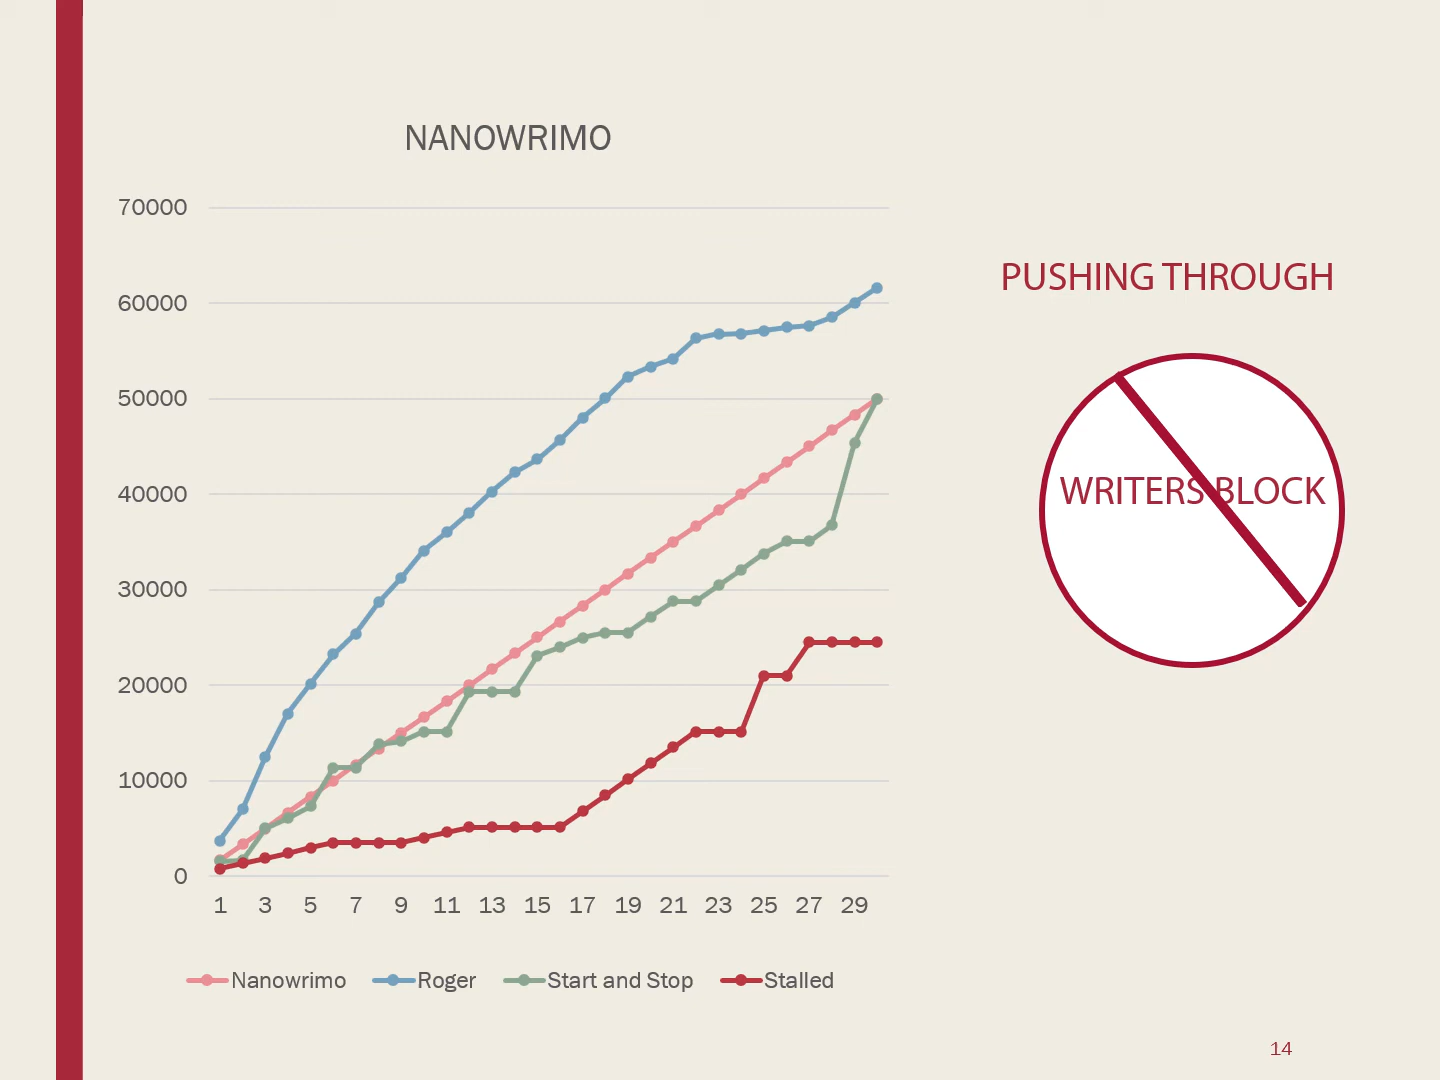 NANOWRIMO
70000
60000
50000
40000
30000
20000
10000
0
1 3 5 7 9 11 13 15 17 19 21 23 25 27 29
Nanowrimo Roger Start and Stop Stalled
PUSHING THROUGH
WRITERS BLOCK
14